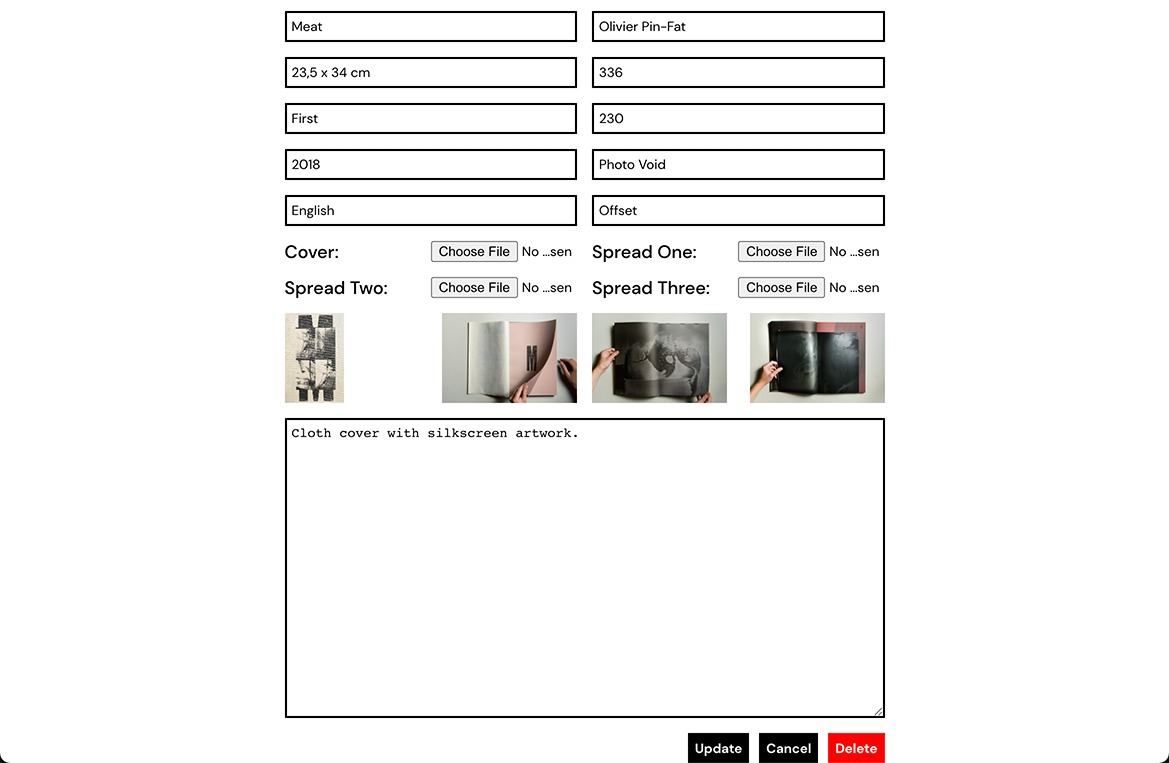 Meat
Olivier Pin-Fat
23,5 x 34 cm
336
First
230
2018
Photo Void
English
Offset
Cover: Choose File No ...sen
Spread One: Choose File No ...sen
Spread Two: Choose File No ...sen
Spread Three: Choose File No ...sen
M
Cloth cover with silkscreen artwork.
Update Cancel Delete